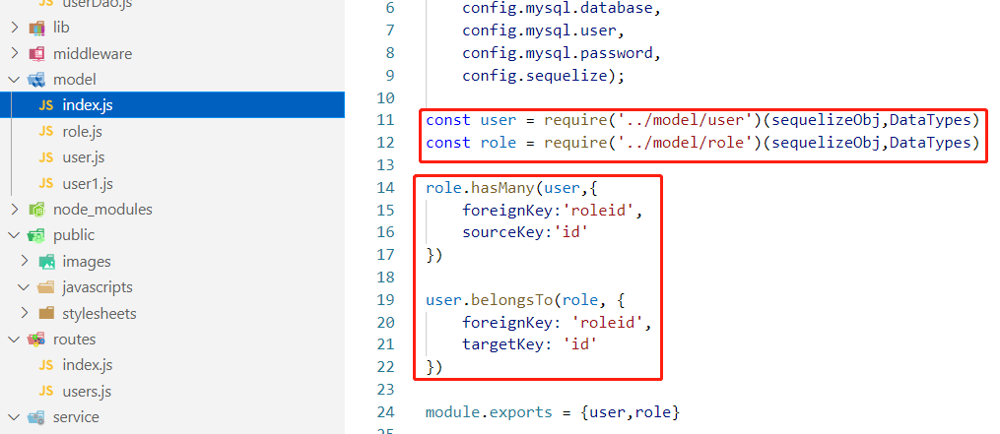 userDao.js
lib
middleware
model
JS index.js
JS role.js
JS user.js
JS user1.js
node_modules
public
images
javascripts
stylesheets
routes
JS index.js
JS users.js
service
6 config.mysql.database,
7 config.mysql.user,
8 config.mysql.password,
9 config.sequelize);
10
11 const user = require('../model/user')(sequelizeObj,DataTypes)
12 const role = require('../model/role')(sequelizeObj,DataTypes)
13
14 role.hasMany(user,{
15 foreignKey:'roleid',
16 sourceKey:'id'
17 })
18
19 user.belongsTo(role, {
20 foreignKey: 'roleid',
21 targetKey: 'id'
22 })
23
24 module.exports = {user,role}
25